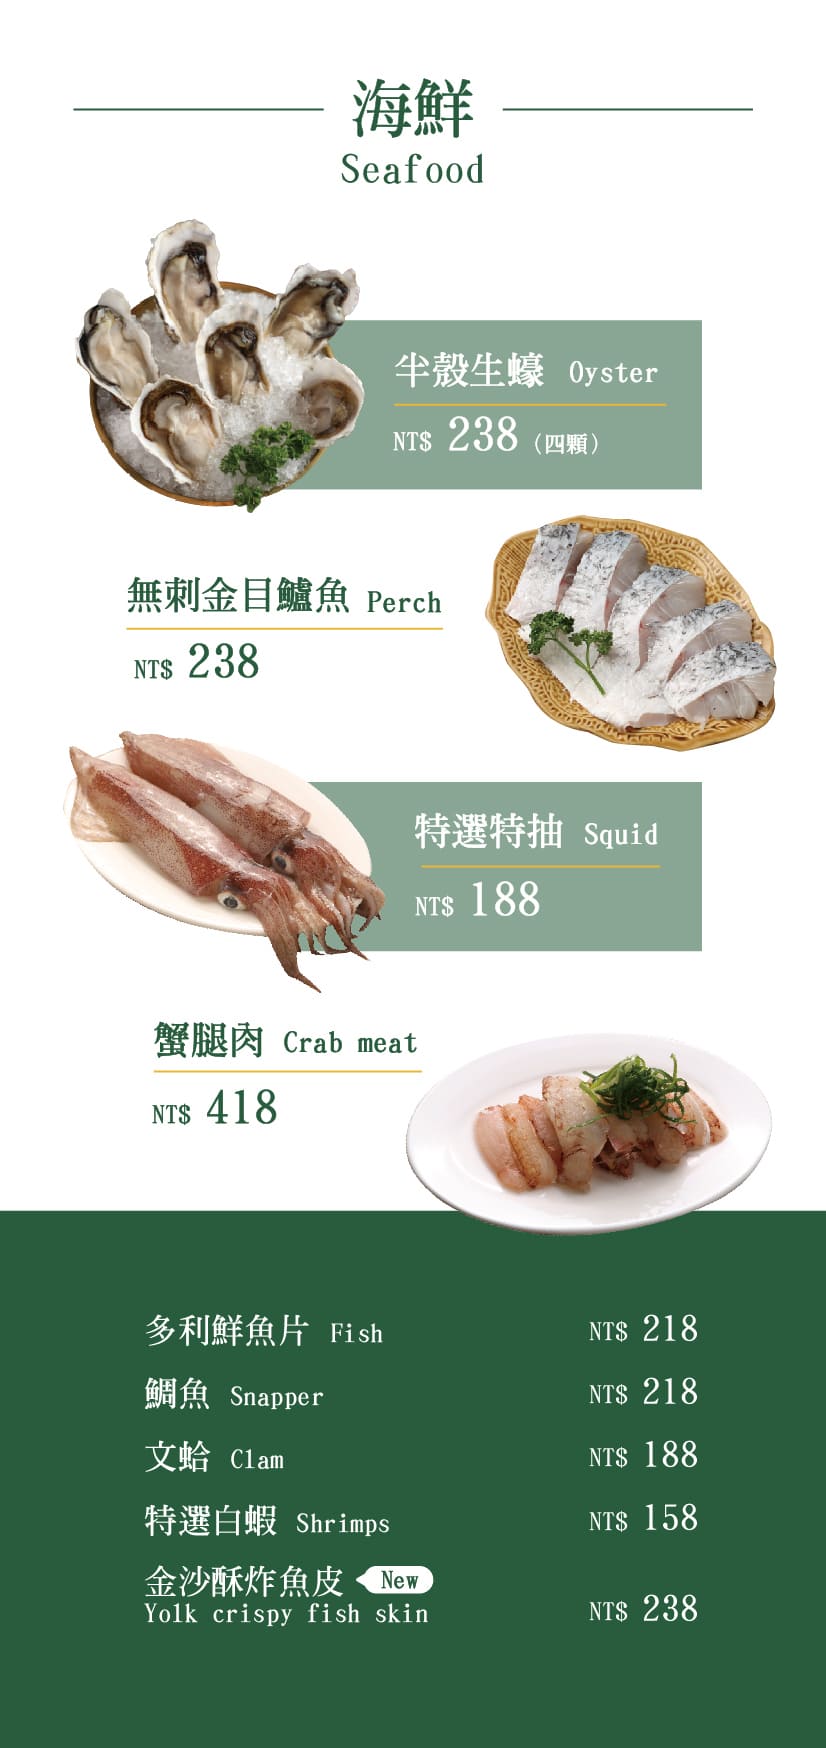 海鮮
Seafood
半殼生蠔 Oyster
NT$ 238（四顆）
無刺金目鱸魚 Perch
NT$ 238
特選特抽 Squid
NT$ 188
蟹腿肉 Crab meat
NT$ 418
多利鮮魚片 Fish NT$ 218
鯛魚 Snapper NT$ 218
文蛤 Clam NT$ 188
特選白蝦 Shrimps NT$ 158
金沙酥炸魚皮 New
Yolk crispy fish skin NT$ 238